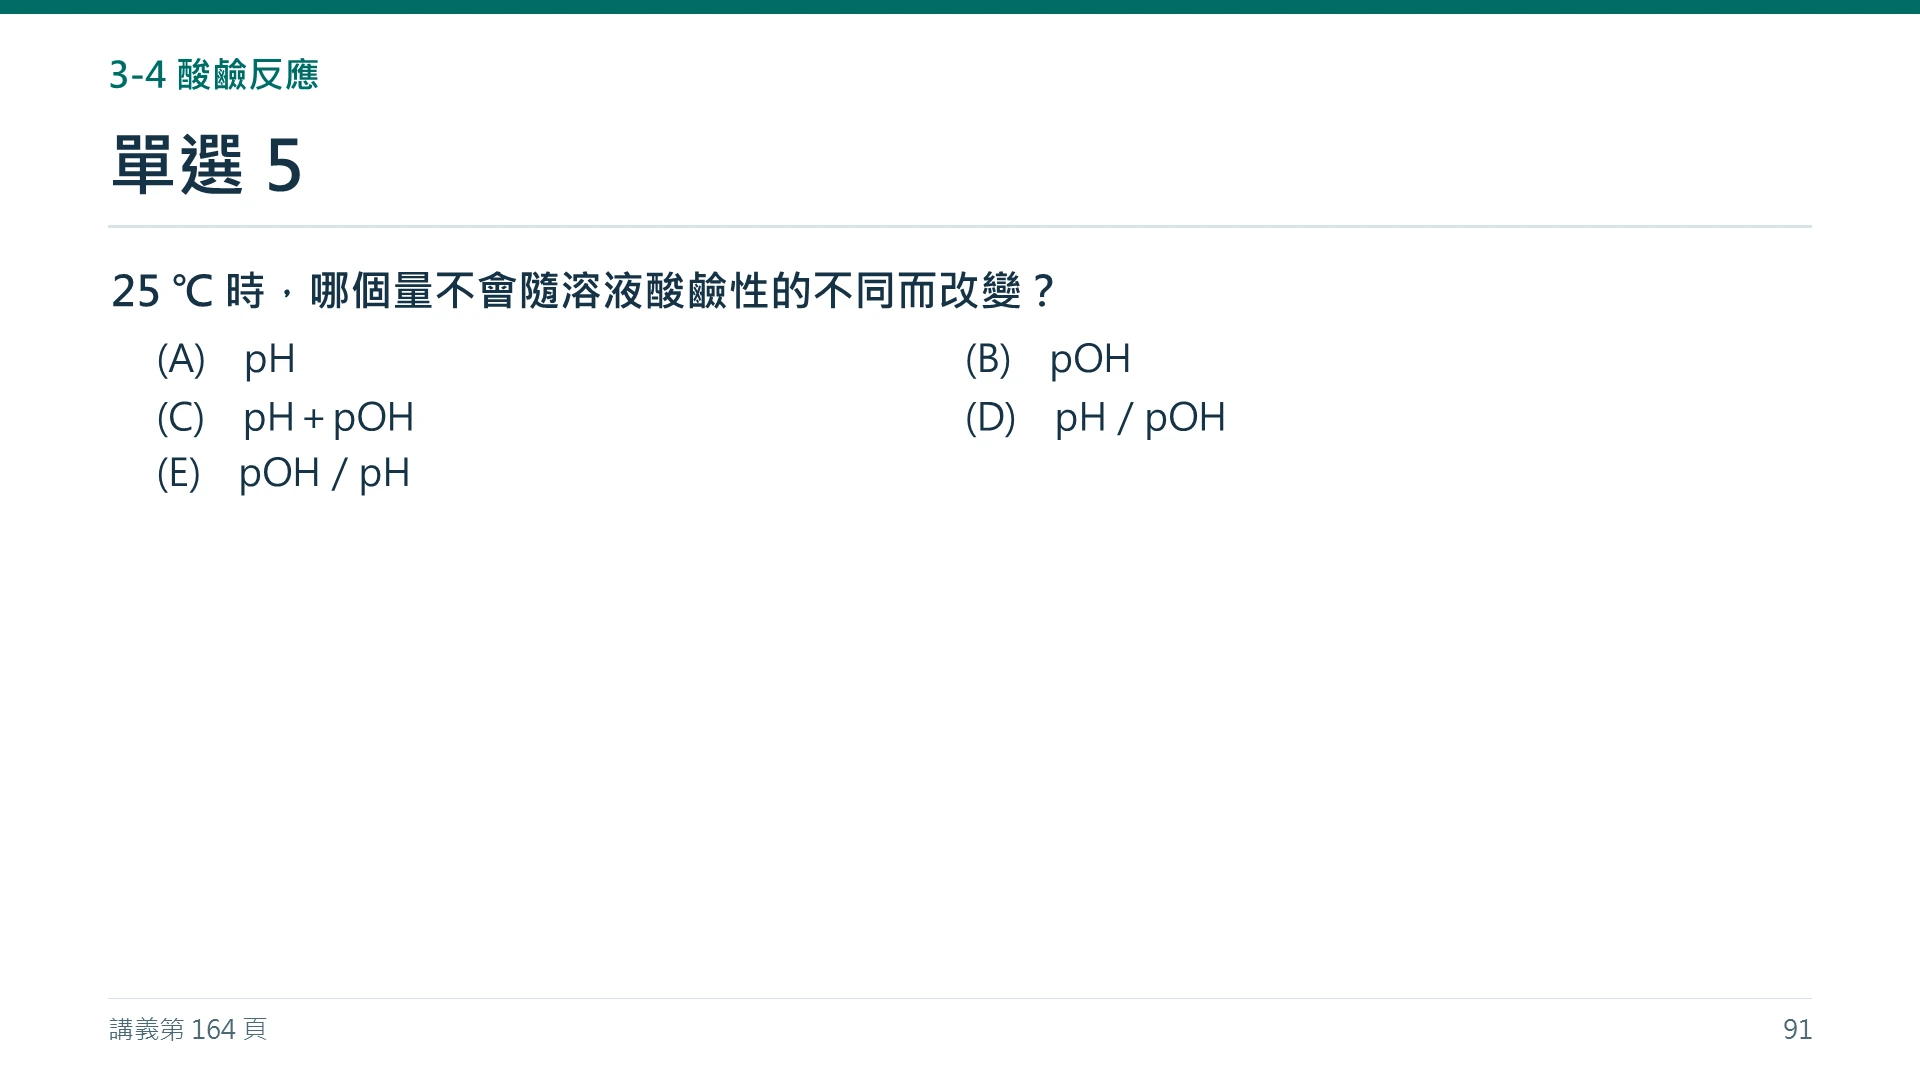 3-4 酸鹼反應
單選 5
25 ℃ 時，哪個量不會隨溶液酸鹼性的不同而改變？
(A) pH
(B) pOH
(C) pH + pOH
(D) pH / pOH
(E) pOH / pH
講義第 164 頁
91